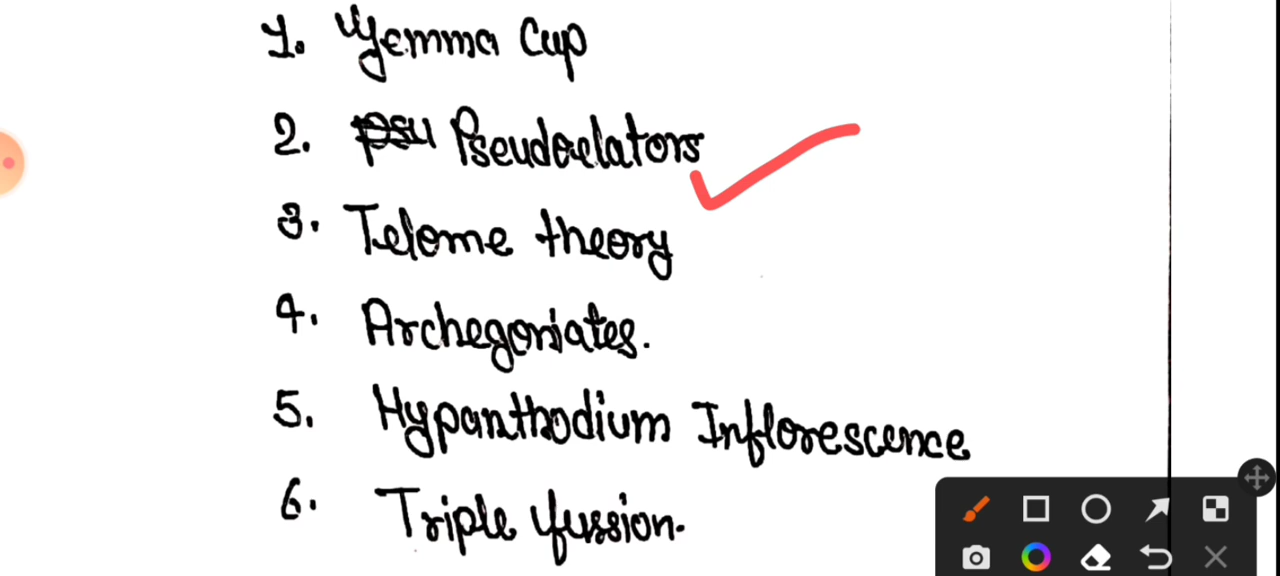 1. Gemma Cup
2. Pseudoelators
3. Telome theory
4. Archegoniates.
5. Hypanthodium Inflorescence
6. Triple fussion.